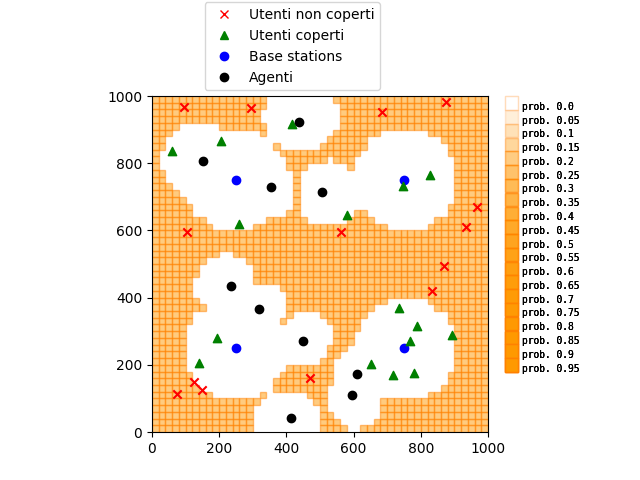 Utenti non coperti
Utenti coperti
Base stations
Agenti
1000
800
600
400
200
0
0 200 400 600 800 1000
prob. 0.0
prob. 0.05
prob. 0.1
prob. 0.15
prob. 0.2
prob. 0.25
prob. 0.3
prob. 0.35
prob. 0.4
prob. 0.45
prob. 0.5
prob. 0.55
prob. 0.6
prob. 0.65
prob. 0.7
prob. 0.75
prob. 0.8
prob. 0.85
prob. 0.9
prob. 0.95